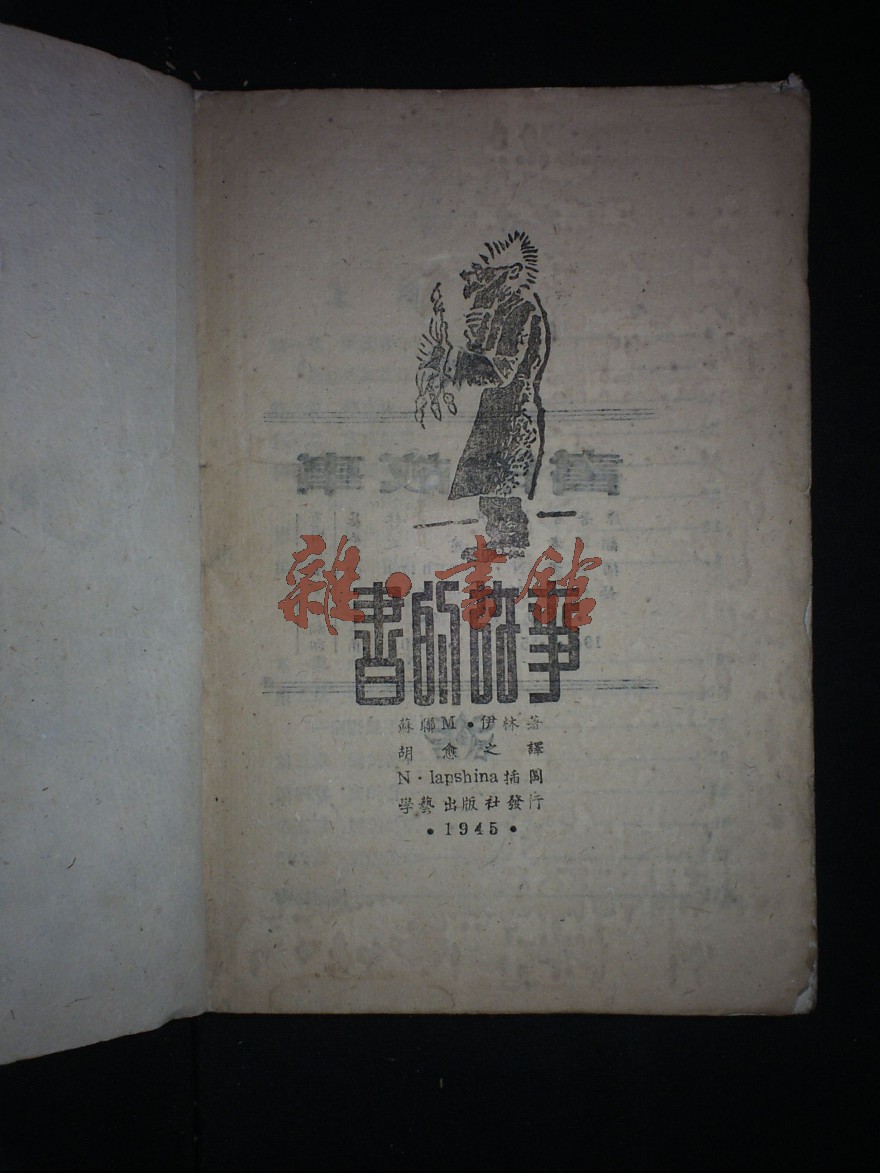 雜·書館
書的故事
蘇聯M·伊林著
胡愈之譯
N·lapshina插圖
學藝出版社發行
·1945·